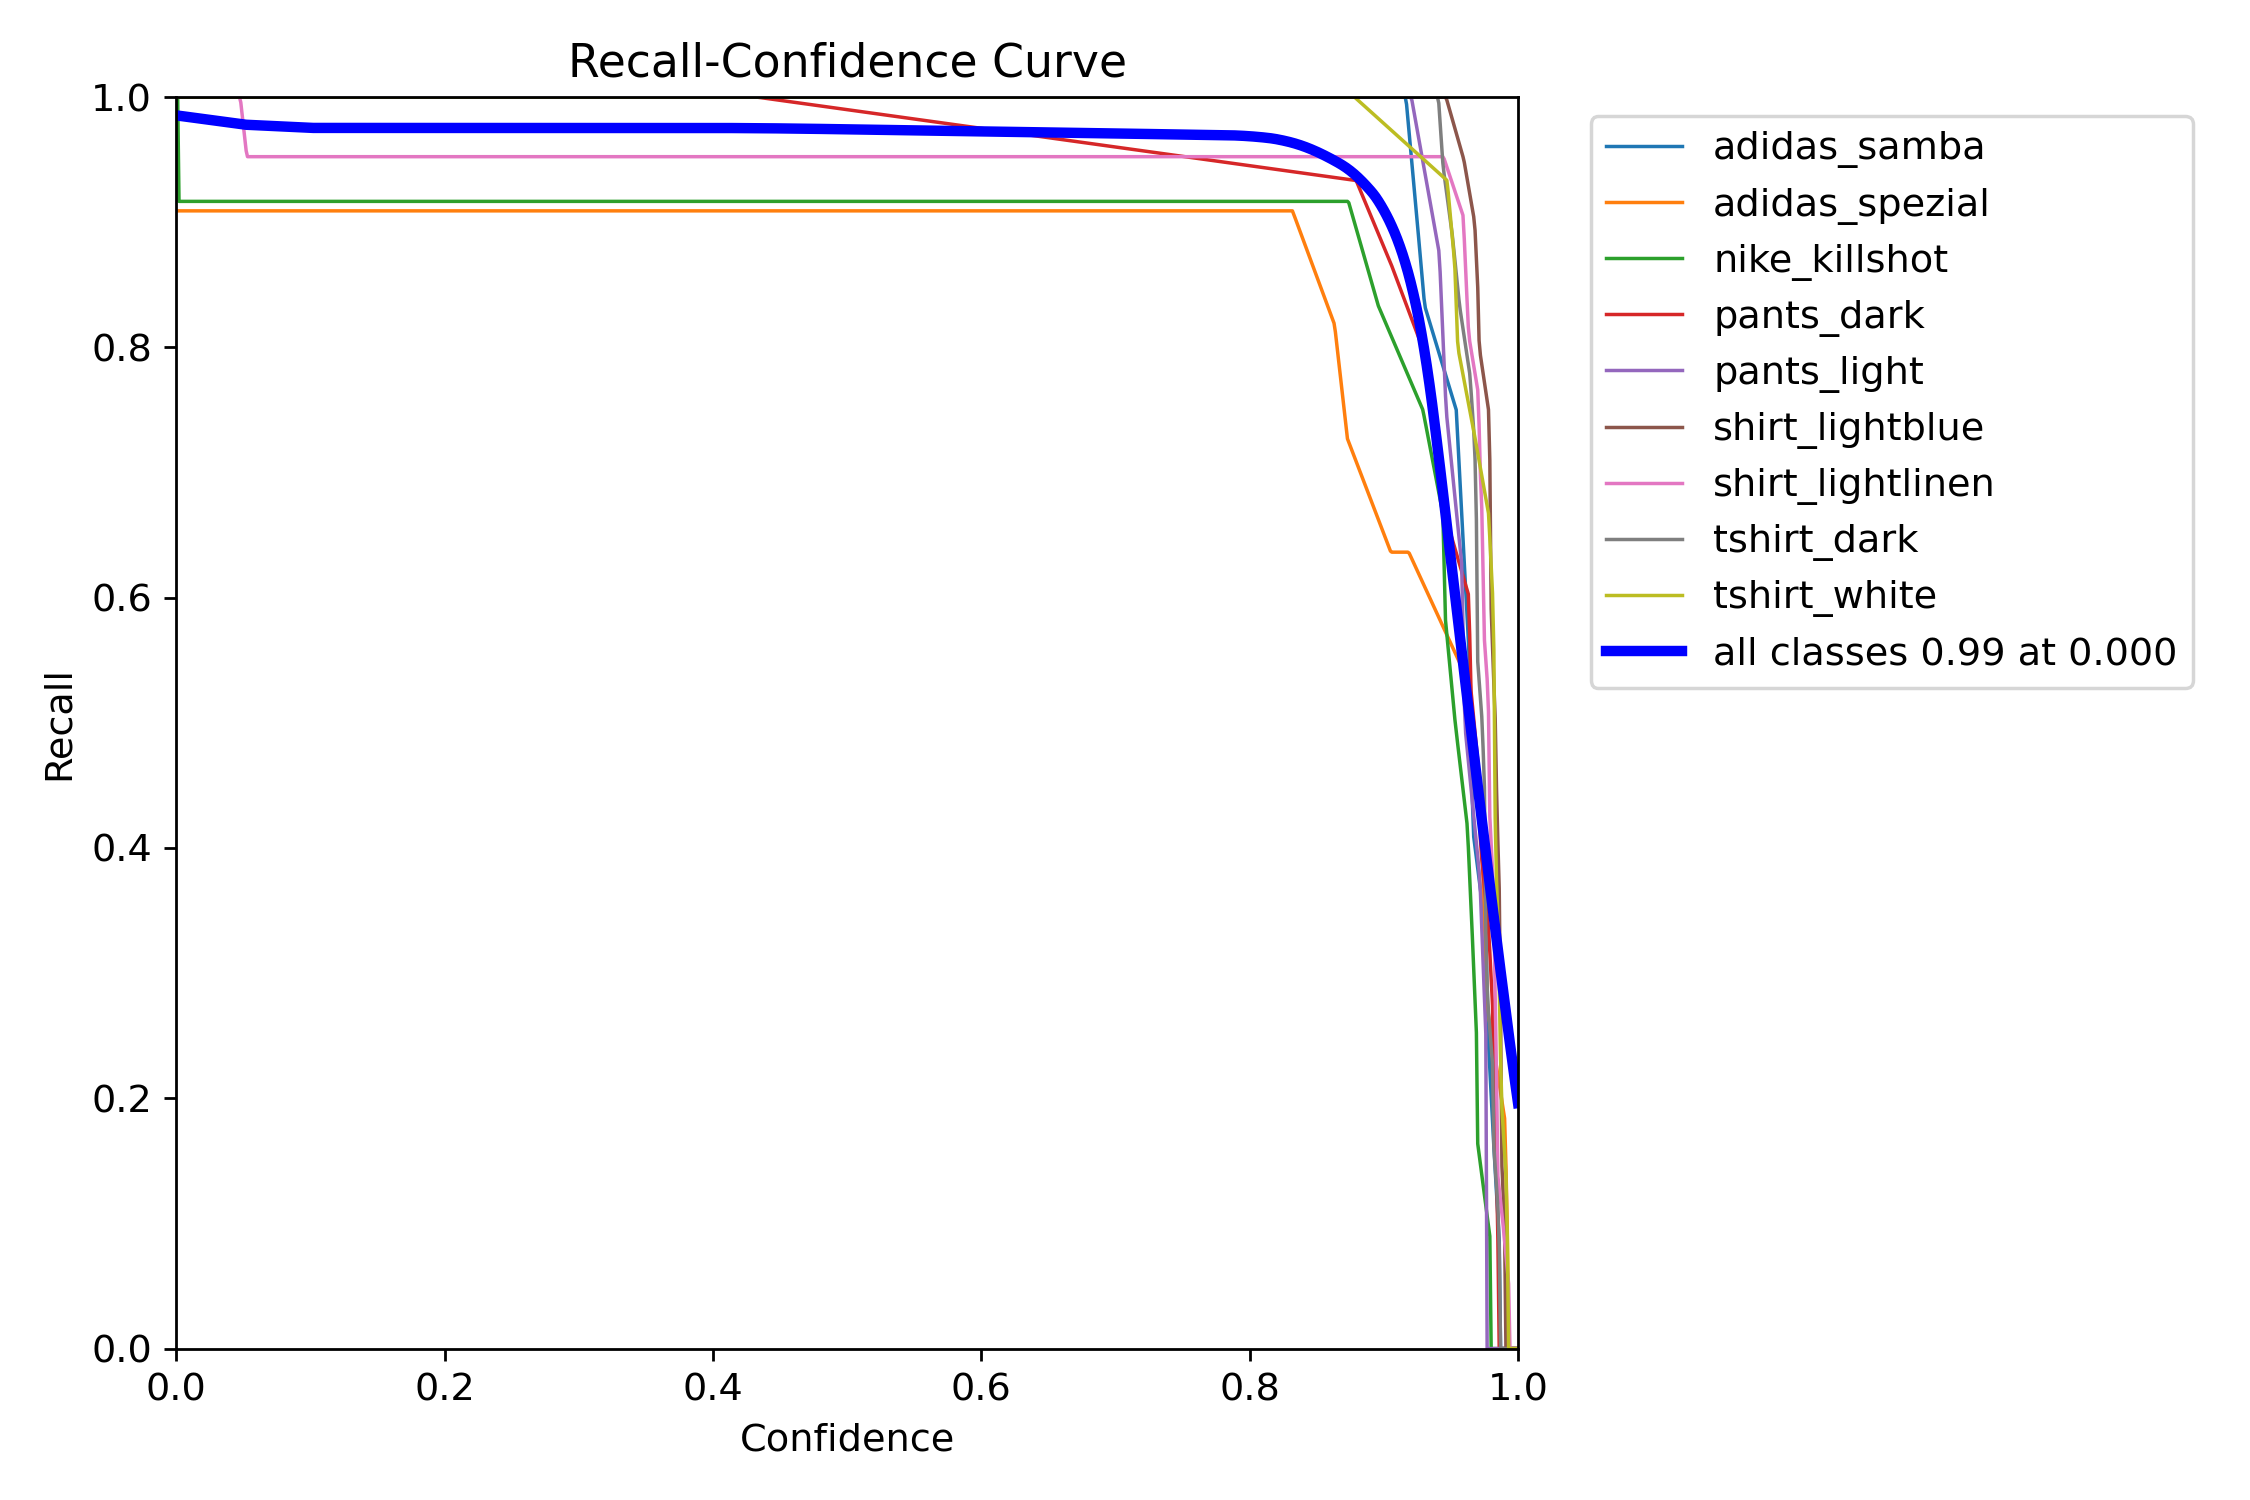 Recall-Confidence Curve
1.0
0.8
0.6
0.4
0.2
0.0
Recall
0.0 0.2 0.4 0.6 0.8 1.0
Confidence
adidas_samba
adidas_spezial
nike_killshot
pants_dark
pants_light
shirt_lightblue
shirt_lightlinen
tshirt_dark
tshirt_white
all classes 0.99 at 0.000